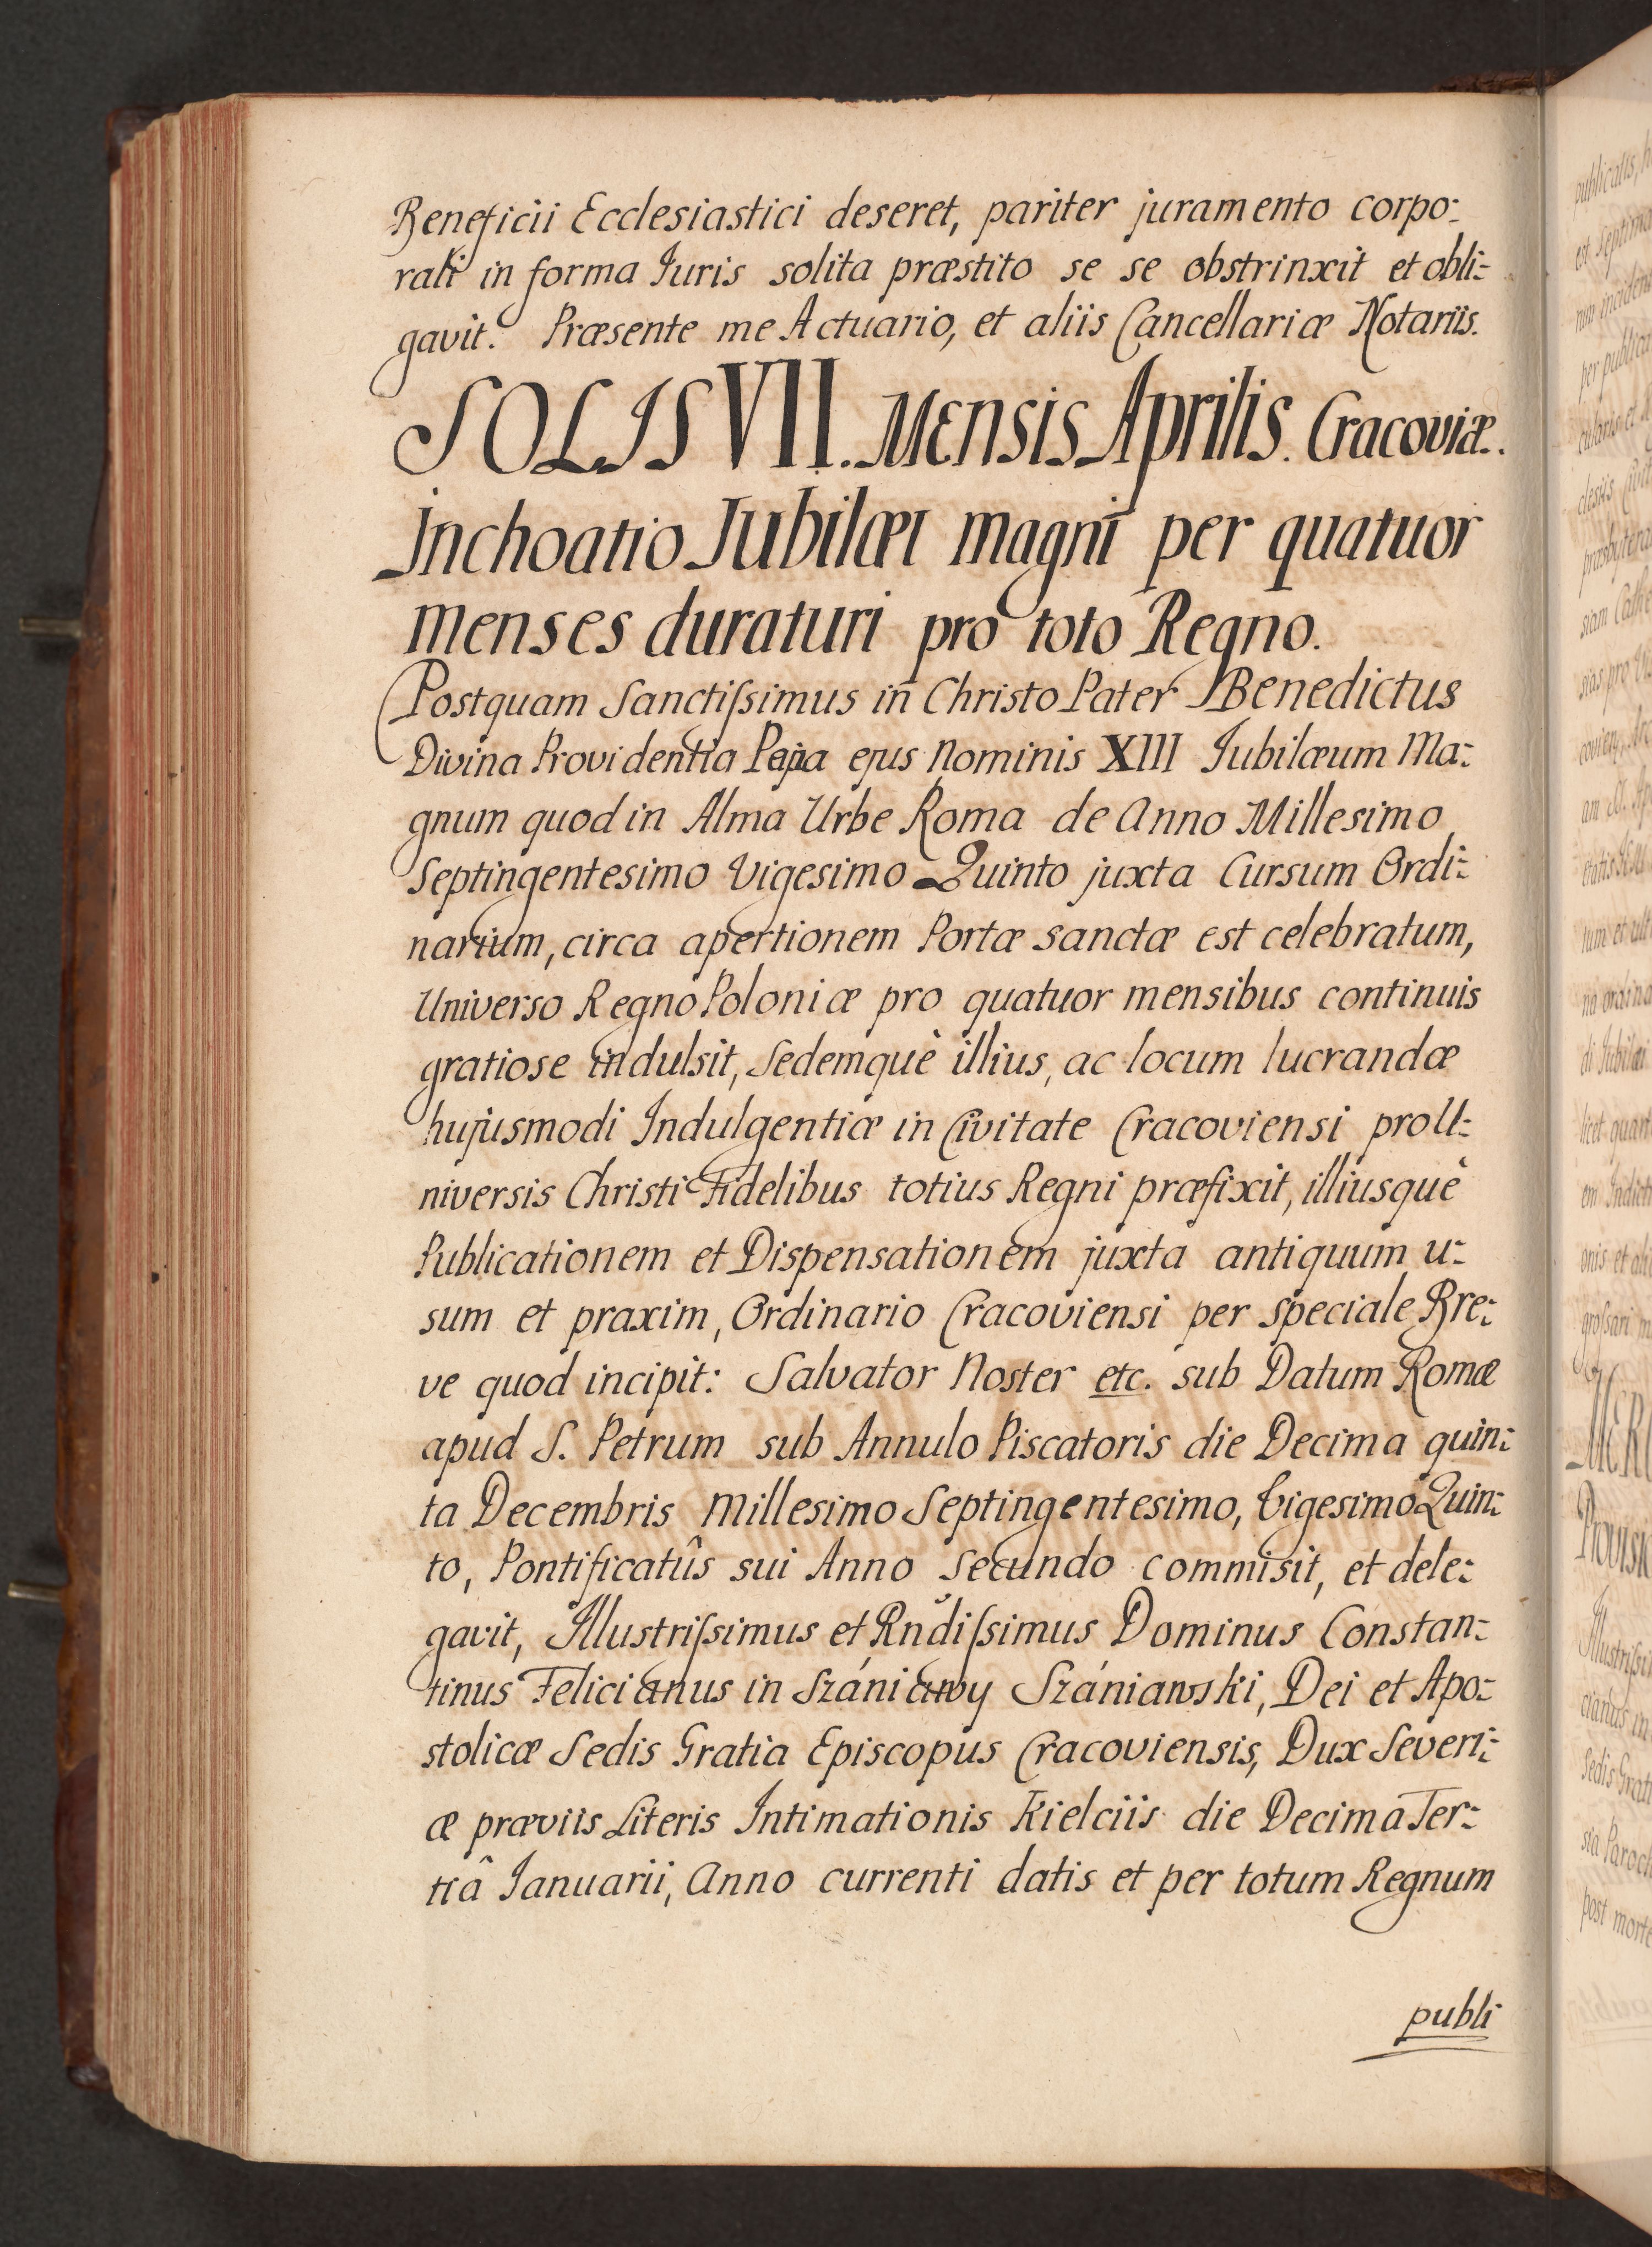 Beneficii Ecclesiastici deseret, pariter juramento corpo:
rali in forma Juris solita præstito se se obstrinxit et obli:
gavit. Præsente me Actuario, et aliis Cancellariæ Notariis.
SOLIS VII. Mensis Aprilis. Cracoviæ.
Inchoatio Jubilæi magni per quatuor
menses duraturi pro toto Regno.
Postquam Sanctiſsimus in Christo Pater Benedictus
Divina Providentia Papa ejus Nominis XIII Jubilæum Ma:
gnum quod in Alma Urbe Roma de Anno Millesimo
Septingentesimo Vigesimo Quinto juxta Cursum Ordi:
narium, circa apertionem Portæ sanctæ est celebratum,
Universo Regno Poloniæ pro quatuor mensibus continuis
gratiose indulsit, Sedemquè illius, ac locum lucrandæ
hujusmodi Indulgentiæ in Civitate Cracoviensi pro U:
niversis Christi Fidelibus totius Regni præfixit, illiusquè
Publicationem et Dispensationem juxta antiquum u:
sum et praxim, Ordinario Cracoviensi per speciale Bre:
ve quod incipit: Salvator Noster etc. sub Datum Romæ
apud S. Petrum sub Annulo Piscatoris die Decima quin:
ta Decembris Millesimo Septingentesimo, Vigesimo Quin:
to, Pontificatûs sui Anno Secundo commisit, et dele:
gavit, Illustriſsimus et Rndiſsimus Dominus Constan:
tinus Felicianus in Szániawy Szániawski, Dei et Apo:
stolicæ Sedis Gratia Episcopus Cracoviensis, Dux Severi:
æ præviis Literis Intimationis Kielciis die Decima Ter:
tiâ Januarii, Anno currenti datis et per totum Regnum
publi